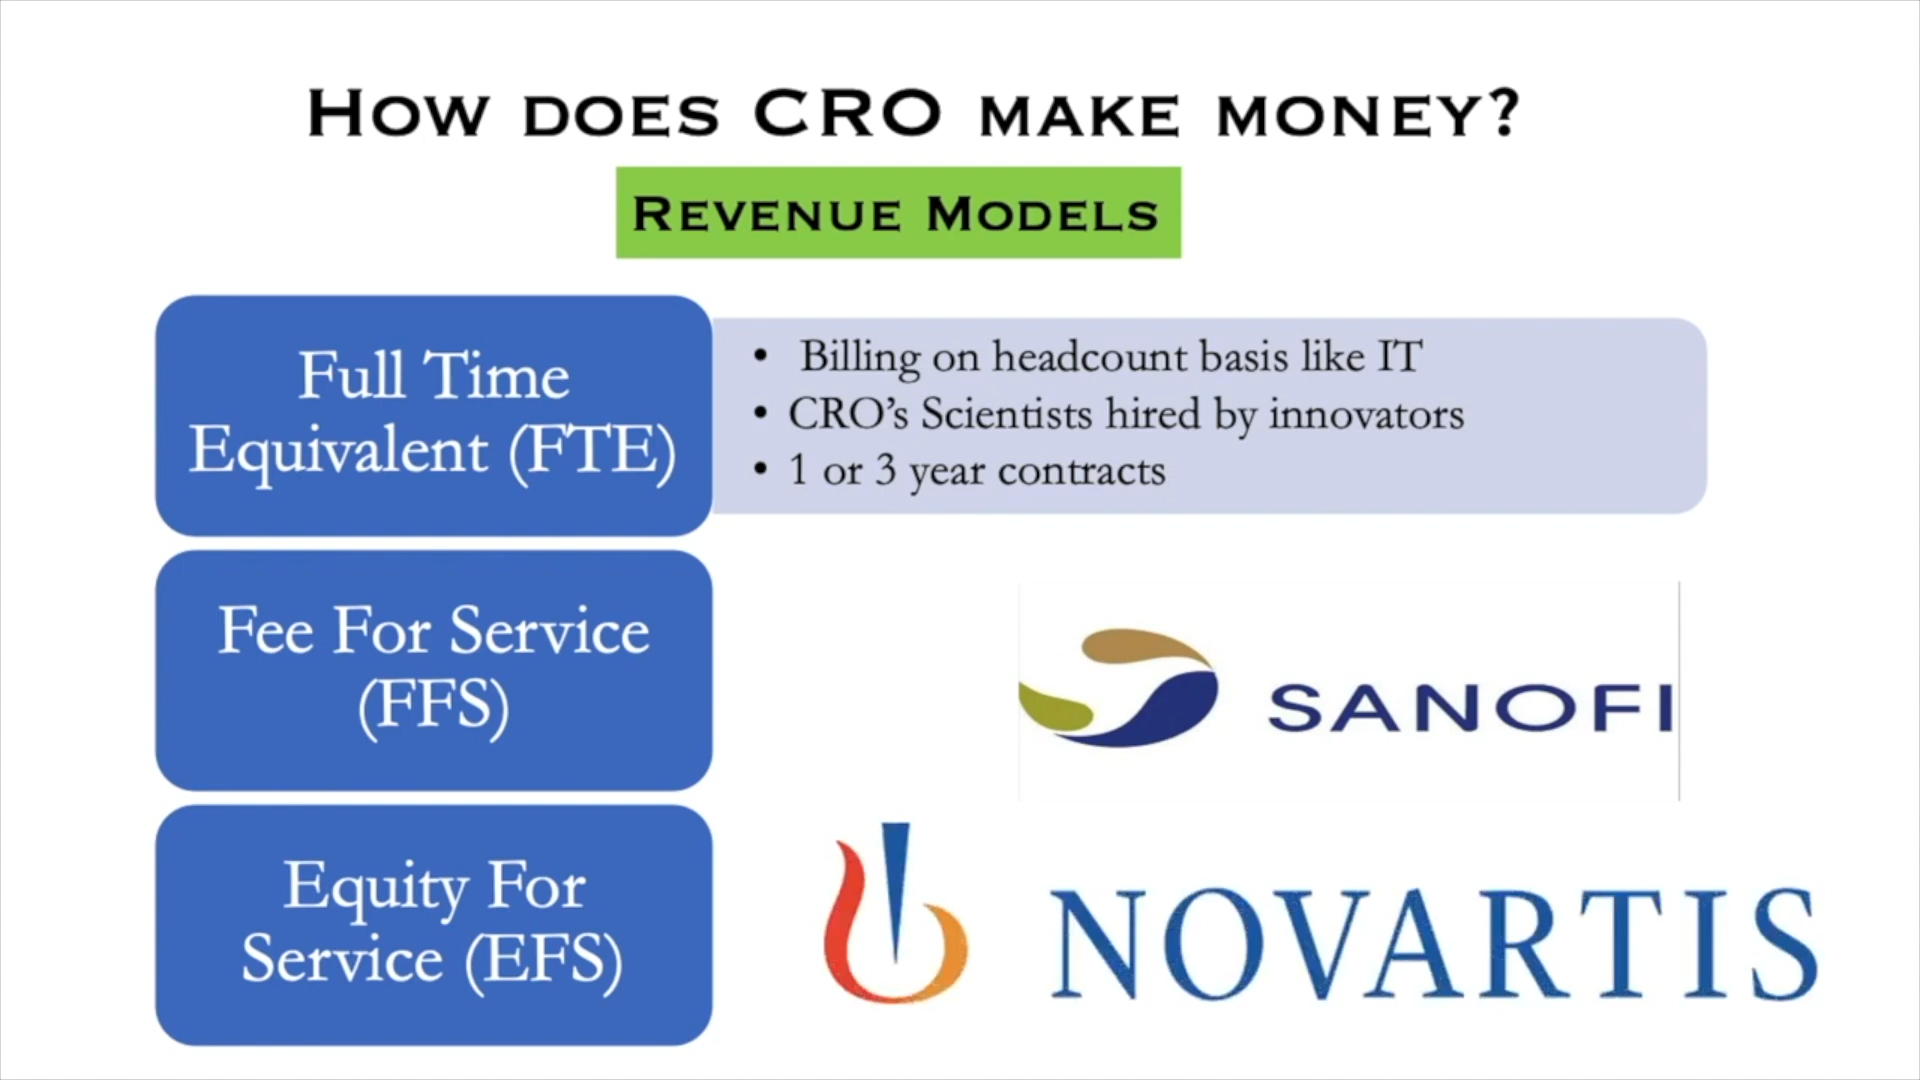 How does CRO make money?
Revenue Models
Full Time
Equivalent (FTE)
• Billing on headcount basis like IT
• CRO’s Scientists hired by innovators
• 1 or 3 year contracts
Fee For Service
(FFS)
SANOFI
Equity For
Service (EFS)
NOVARTIS